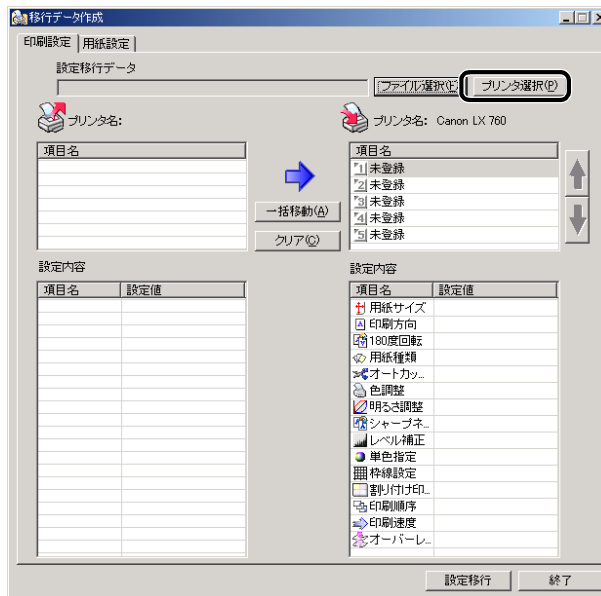 移行データ作成
印刷設定 用紙設定
設定移行データ
ファイル選択(F) プリンタ選択(P)
プリンタ名:
プリンタ名: Canon LX 760
項目名
項目名
1 未登録
2 未登録
3 未登録
4 未登録
5 未登録
一括移動(A)
クリア(C)
設定内容
項目名 設定値
設定内容
項目名 設定値
用紙サイズ
印刷方向
180度回転
用紙種類
オートカッ...
色調整
明るさ調整
シャープネ...
レベル補正
単色指定
枠線設定
割り付け印...
印刷順序
印刷速度
オーバーレ...
設定移行 終了